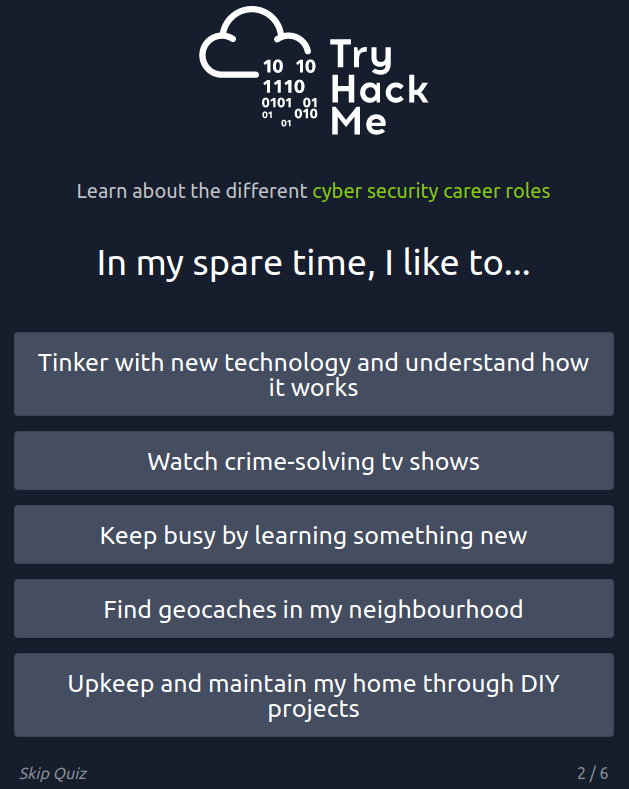 10 10
1110
0101 01
01 010
01
Try
Hack
Me
Learn about the different cyber security career roles
In my spare time, I like to...
Tinker with new technology and understand how
it works
Watch crime-solving tv shows
Keep busy by learning something new
Find geocaches in my neighbourhood
Upkeep and maintain my home through DIY
projects
Skip Quiz
2 / 6